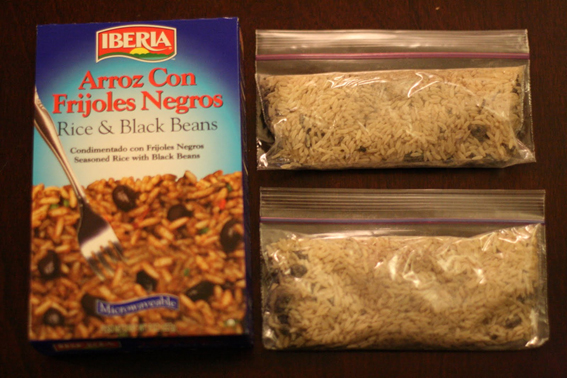 IBERIA
Arroz Con
Frijoles Negros
Rice & Black Beans
Condimentado con Frijoles Negros
Seasoned Rice with Black Beans
Microwaveable